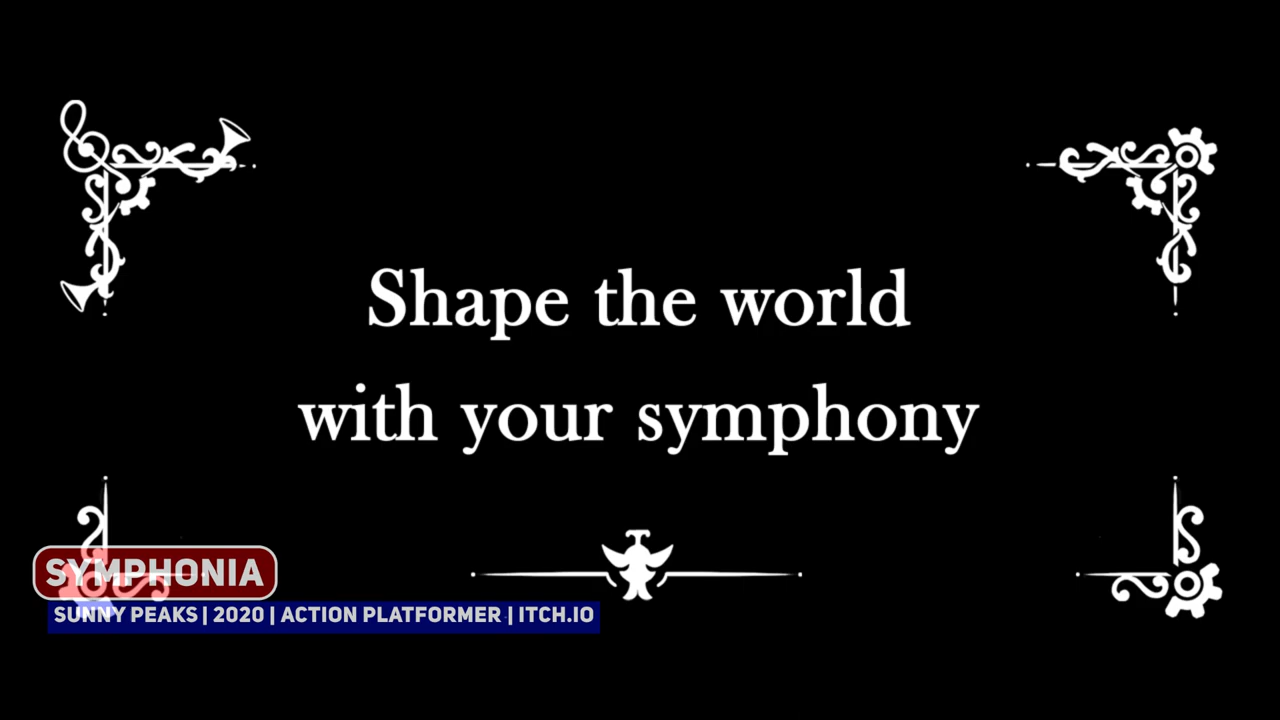 Shape the world
with your symphony
SYMPHONIA
SUNNY PEAKS | 2020 | ACTION PLATFORMER | ITCH.IO